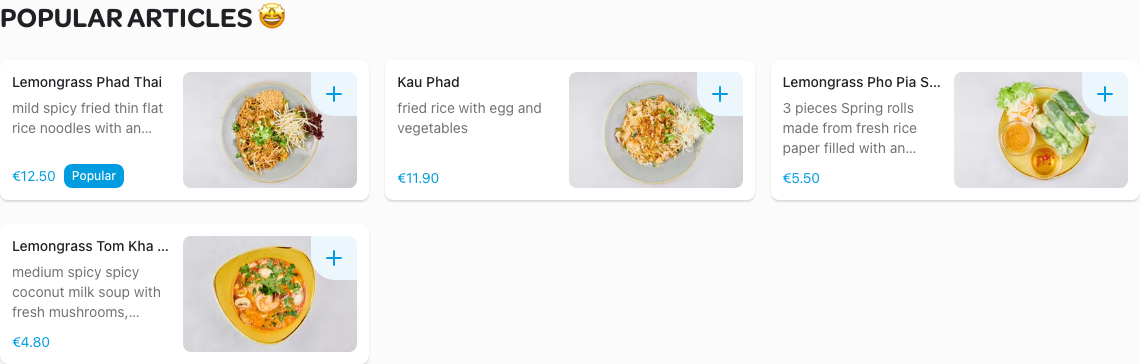 POPULAR ARTICLES 🤩
Lemongrass Phad Thai
mild spicy fried thin flat
rice noodles with an...
€12.50 Popular
Kau Phad
fried rice with egg and
vegetables
€11.90
Lemongrass Pho Pia S...
3 pieces Spring rolls
made from fresh rice
paper filled with an...
€5.50
Lemongrass Tom Kha ...
medium spicy spicy
coconut milk soup with
fresh mushrooms,...
€4.80